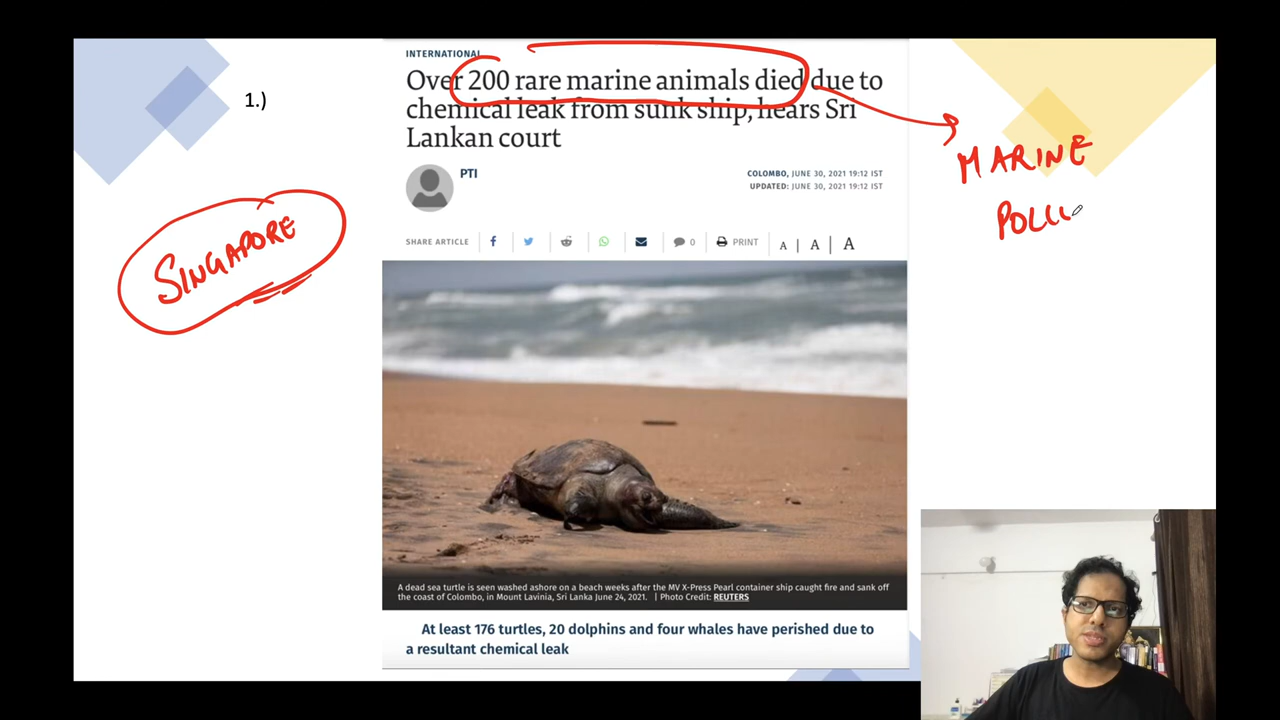 1.)
INTERNATIONAL
Over 200 rare marine animals died due to
chemical leak from sunk ship, hears Sri
Lankan court
PTI
COLOMBO, JUNE 30, 2021 19:12 IST
UPDATED: JUNE 30, 2021 19:12 IST
MARINE
SINGAPORE
SHARE ARTICLE 0 PRINT A | A | A
A dead sea turtle is seen washed ashore on a beach weeks after the MV X-Press Pearl container ship caught fire and sank off
the coast of Colombo, in Mount Lavinia, Sri Lanka June 24, 2021. | Photo Credit: REUTERS
At least 176 turtles, 20 dolphins and four whales have perished due to
a resultant chemical leak